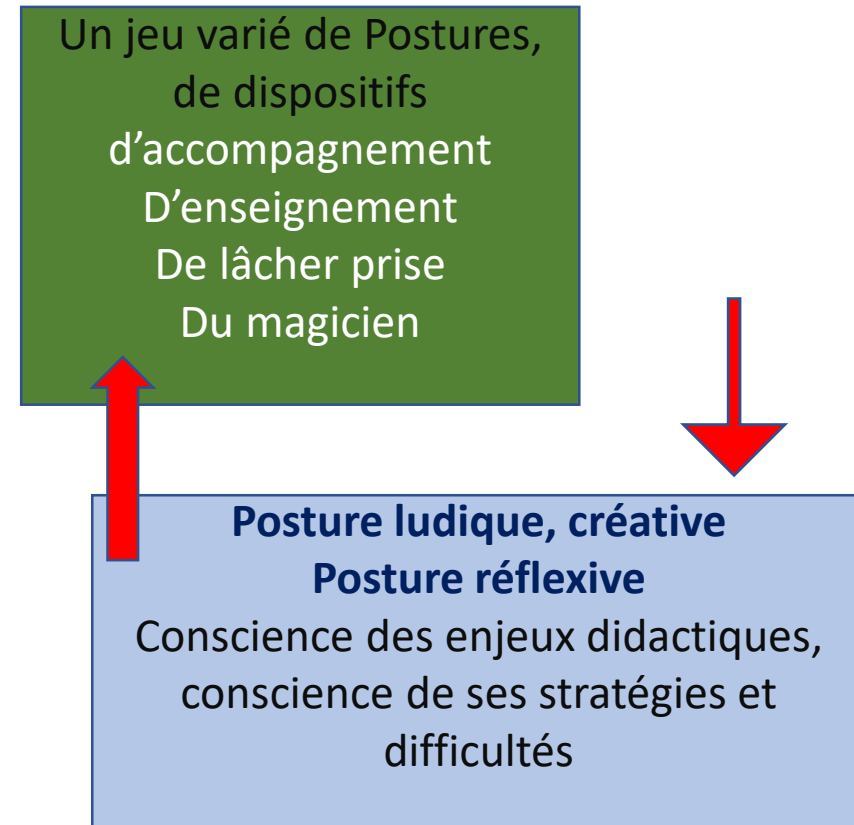 Un jeu varié de Postures,
de dispositifs
d’accompagnement
D’enseignement
De lâcher prise
Du magicien
Posture ludique, créative
Posture réflexive
Conscience des enjeux didactiques,
conscience de ses stratégies et
difficultés